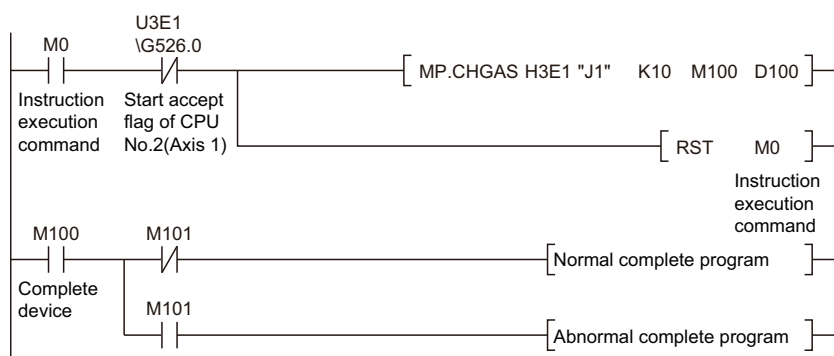 U3E1
M0 \G526.0
MP.CHGAS H3E1 "J1" K10 M100 D100
Instruction execution command
Start accept flag of CPU No.2(Axis 1)
RST M0
Instruction execution command
M100 M101
Normal complete program
Complete device
M101
Abnormal complete program